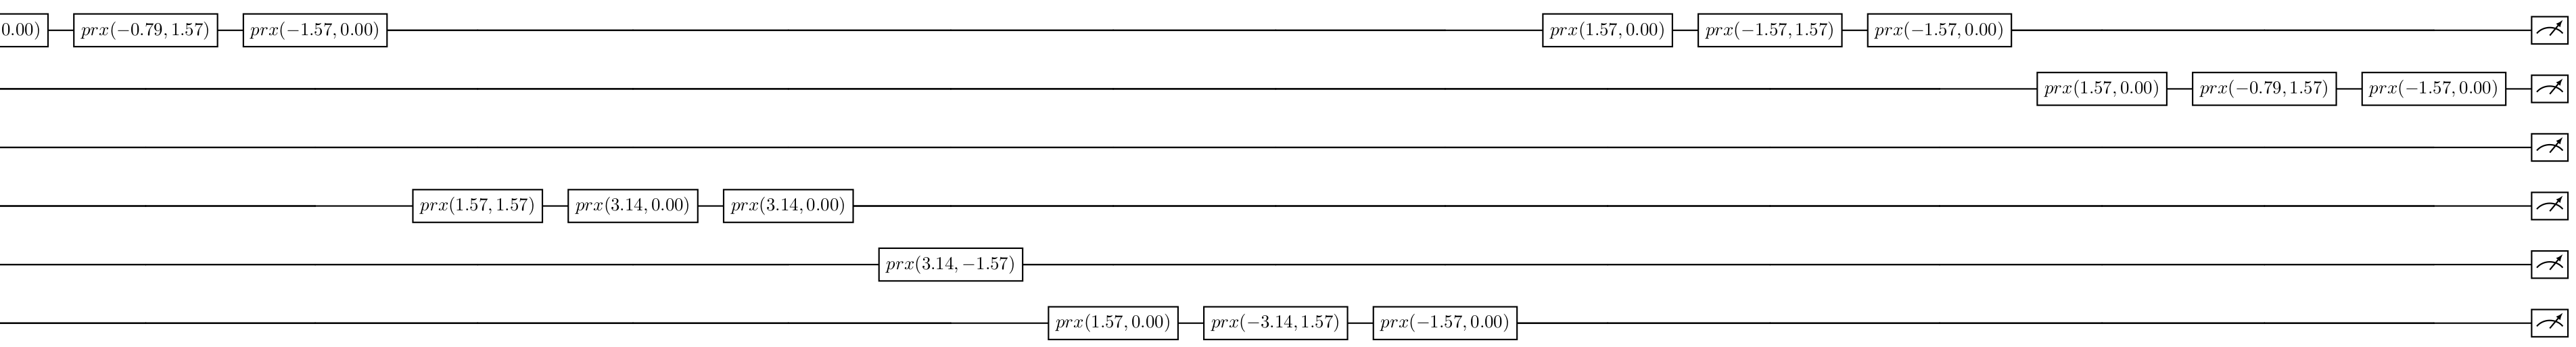 0.00) prx(−0.79, 1.57) prx(−1.57, 0.00) prx(1.57, 0.00) prx(−1.57, 1.57) prx(−1.57, 0.00)
prx(1.57, 0.00) prx(−0.79, 1.57) prx(−1.57, 0.00)
prx(1.57, 1.57) prx(3.14, 0.00) prx(3.14, 0.00)
prx(3.14, −1.57)
prx(1.57, 0.00) prx(−3.14, 1.57) prx(−1.57, 0.00)